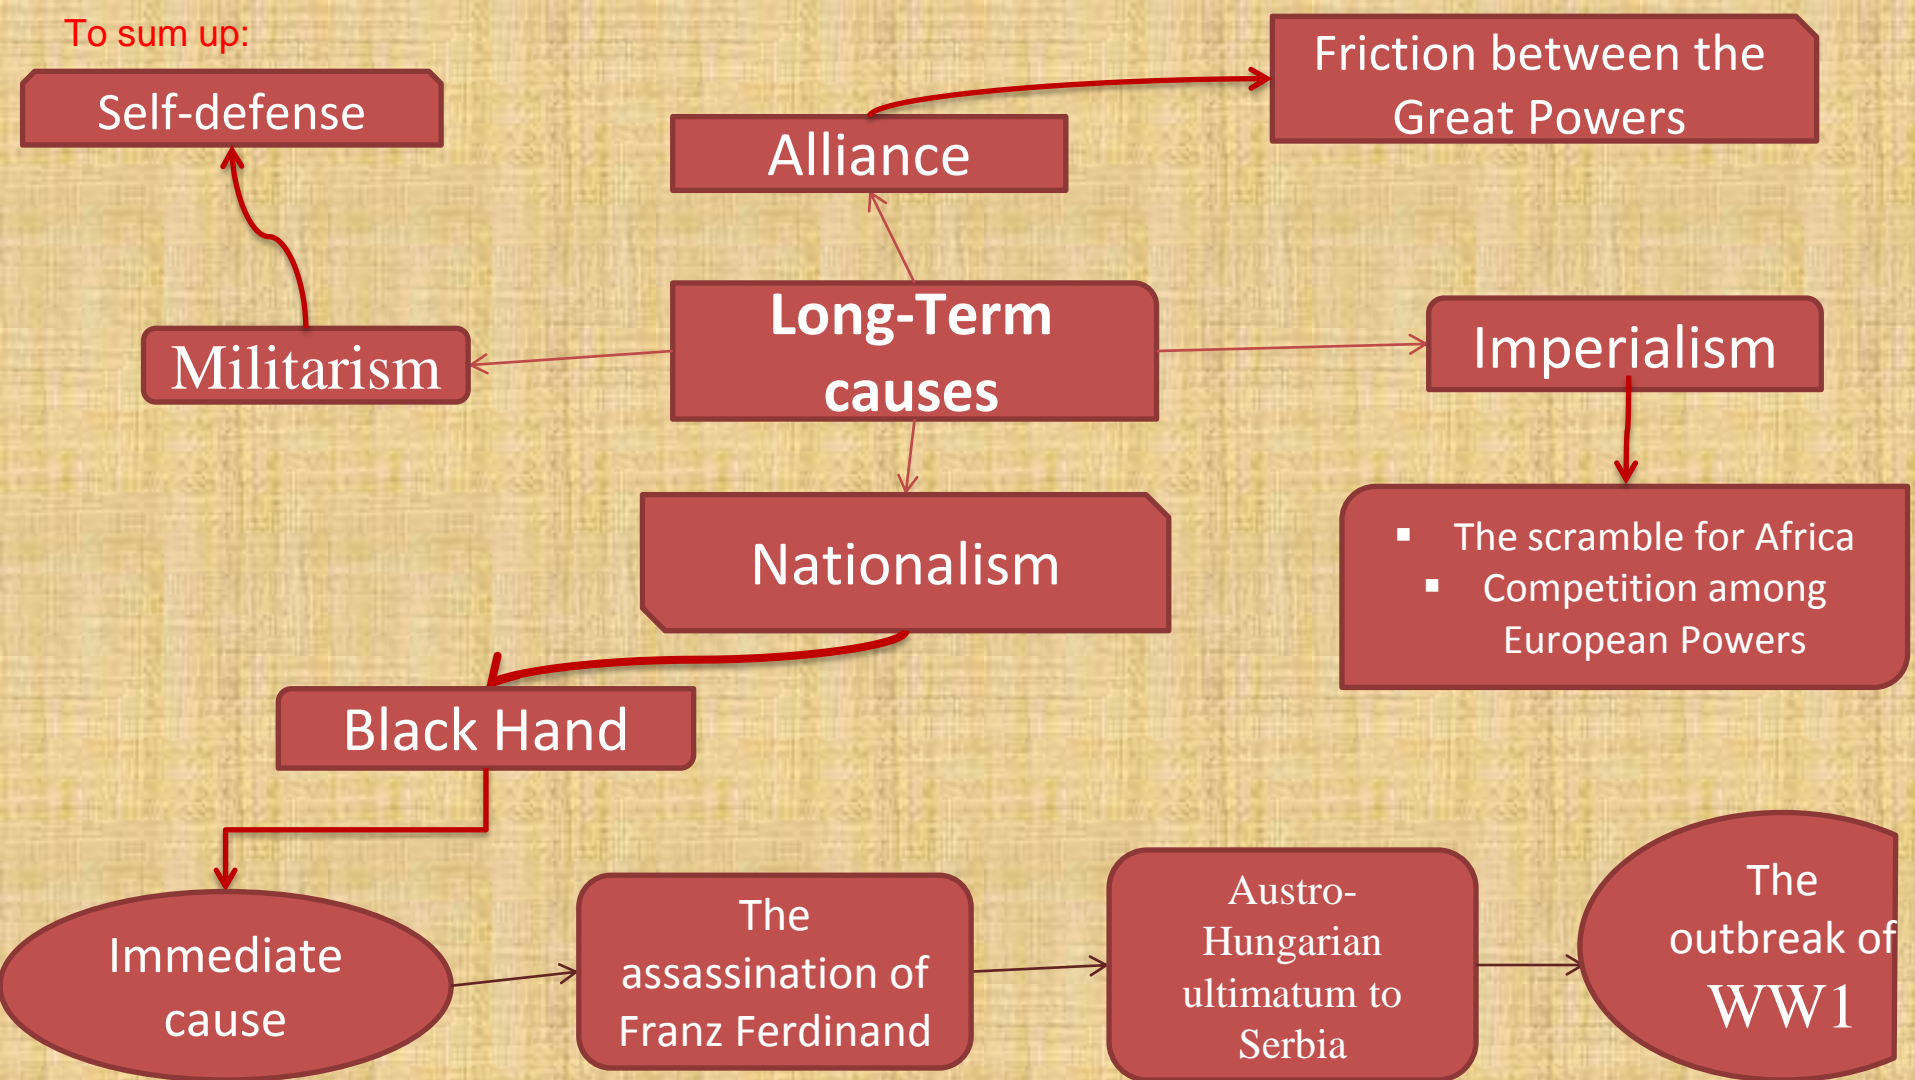 To sum up:
Self-defense
Alliance
Friction between the
Great Powers
Militarism
Long-Term
causes
Imperialism
Nationalism
▪ The scramble for Africa
▪ Competition among
European Powers
Black Hand
Immediate
cause
The
assassination of
Franz Ferdinand
Austro-
Hungarian
ultimatum to
Serbia
The
outbreak of
WW1